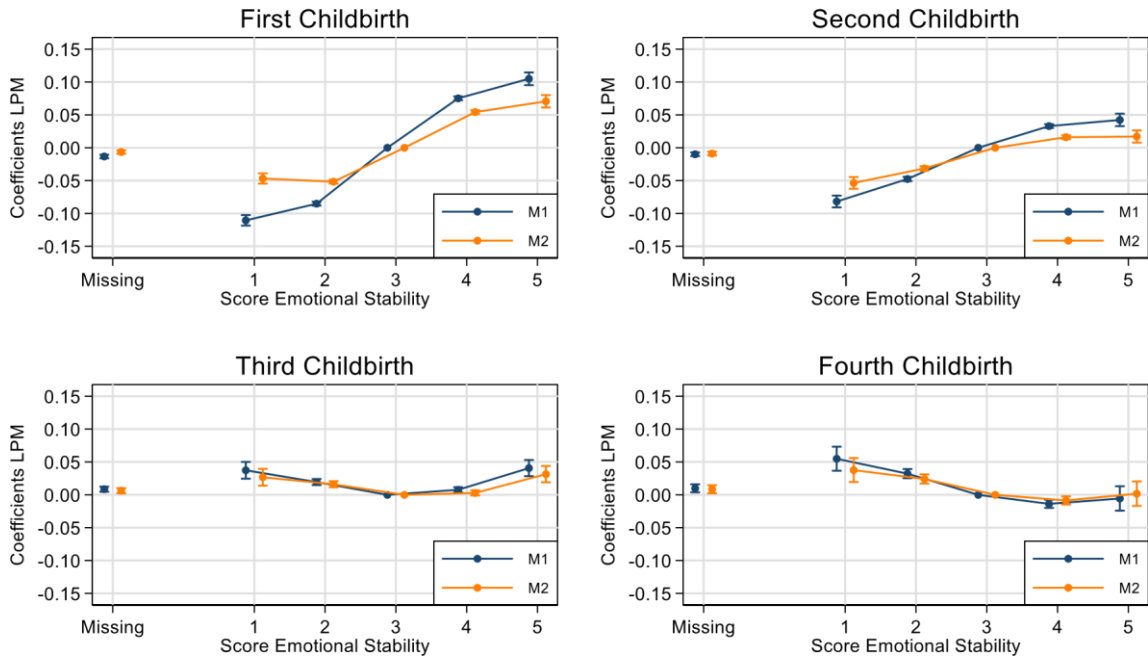 First Childbirth
Coefficients LPM
0.15
0.10
0.05
0.00
-0.05
-0.10
-0.15
M1
M2
Missing 1 2 3 4 5
Score Emotional Stability
Second Childbirth
Coefficients LPM
0.15
0.10
0.05
0.00
-0.05
-0.10
-0.15
M1
M2
Missing 1 2 3 4 5
Score Emotional Stability
Third Childbirth
Coefficients LPM
0.15
0.10
0.05
0.00
-0.05
-0.10
-0.15
M1
M2
Missing 1 2 3 4 5
Score Emotional Stability
Fourth Childbirth
Coefficients LPM
0.15
0.10
0.05
0.00
-0.05
-0.10
-0.15
M1
M2
Missing 1 2 3 4 5
Score Emotional Stability